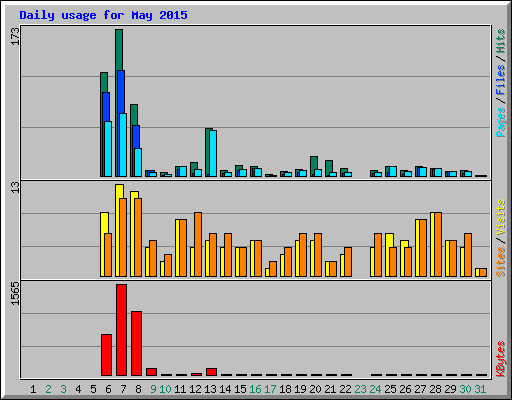 Daily usage for May 2015
173
Pages / Files / Hits
13
Sites / Visits
1565
KBytes
1 2 3 4 5 6 7 8 9 10 11 12 13 14 15 16 17 18 19 20 21 22 23 24 25 26 27 28 29 30 31